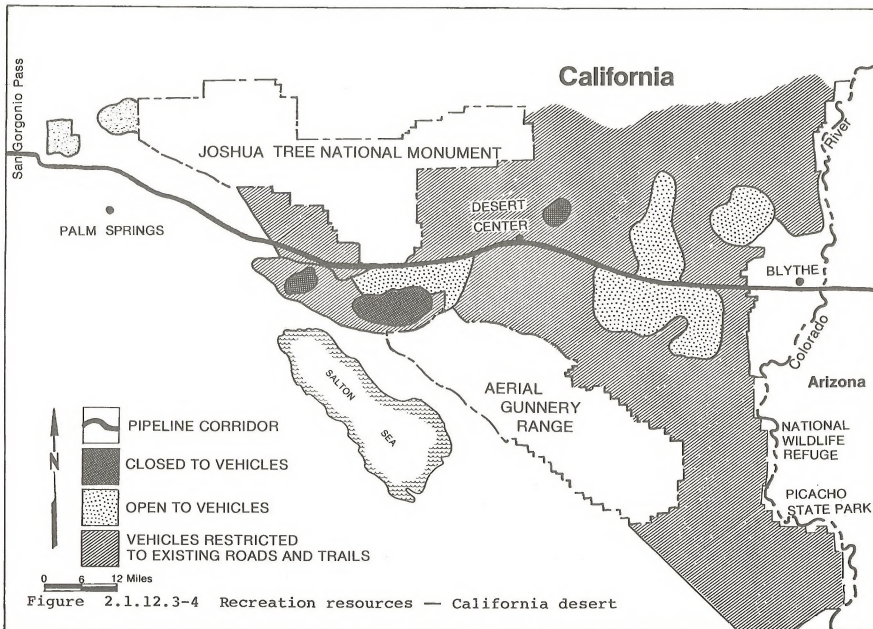 California
San Gorgonio Pass
JOSHUA TREE NATIONAL MONUMENT
River
DESERT
CENTER
PALM SPRINGS
BLYTHE
Colorado
SALTON
SEA
AERIAL
GUNNERY
RANGE
Arizona
NATIONAL
WILDLIFE
REFUGE
PICACHO
STATE PARK
N
PIPELINE CORRIDOR
CLOSED TO VEHICLES
OPEN TO VEHICLES
VEHICLES RESTRICTED
TO EXISTING ROADS AND TRAILS
0 6 12 Miles
Figure 2.1.12.3-4 Recreation resources — California desert